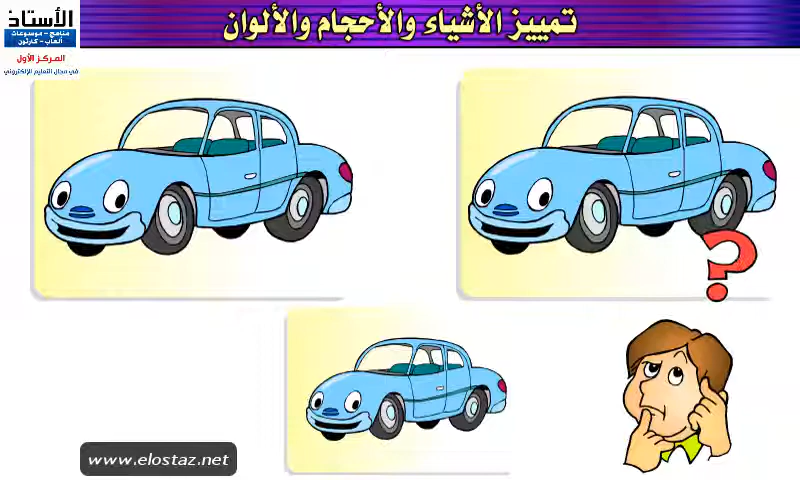 تمييز الأشياء والأحجام والألوان
الأستاذ
مناهج - موسوعات
ألعاب - كارتون
المركز الأول
في مجال التعليم الإلكتروني
?
www.elostaz.net